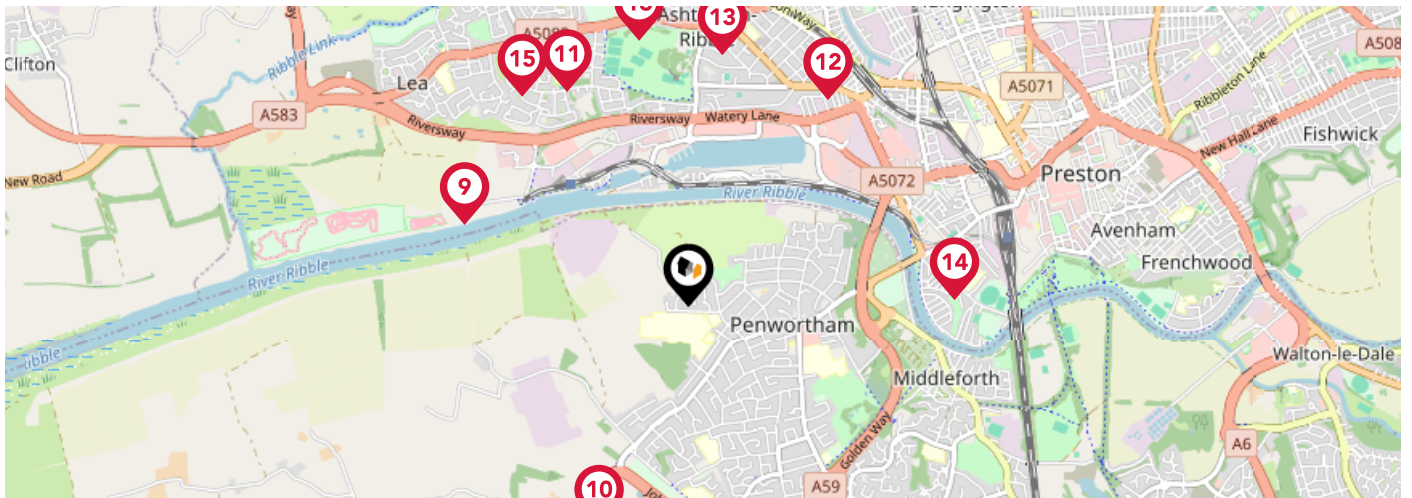 13
Ribble
A5071
A508
Clifton
Ribble Link
15
11
12
Lea
Ribbleton Lane
A583
Riversway
Riversway
Watery Lane
New Hall Lane
Fishwick
New Road
9
A5072
Preston
River Ribble
Avenham
14
Frenchwood
River Ribble
Penwortham
Walton-le-Dale
Middleforth
Golden Way
A6
10
A59